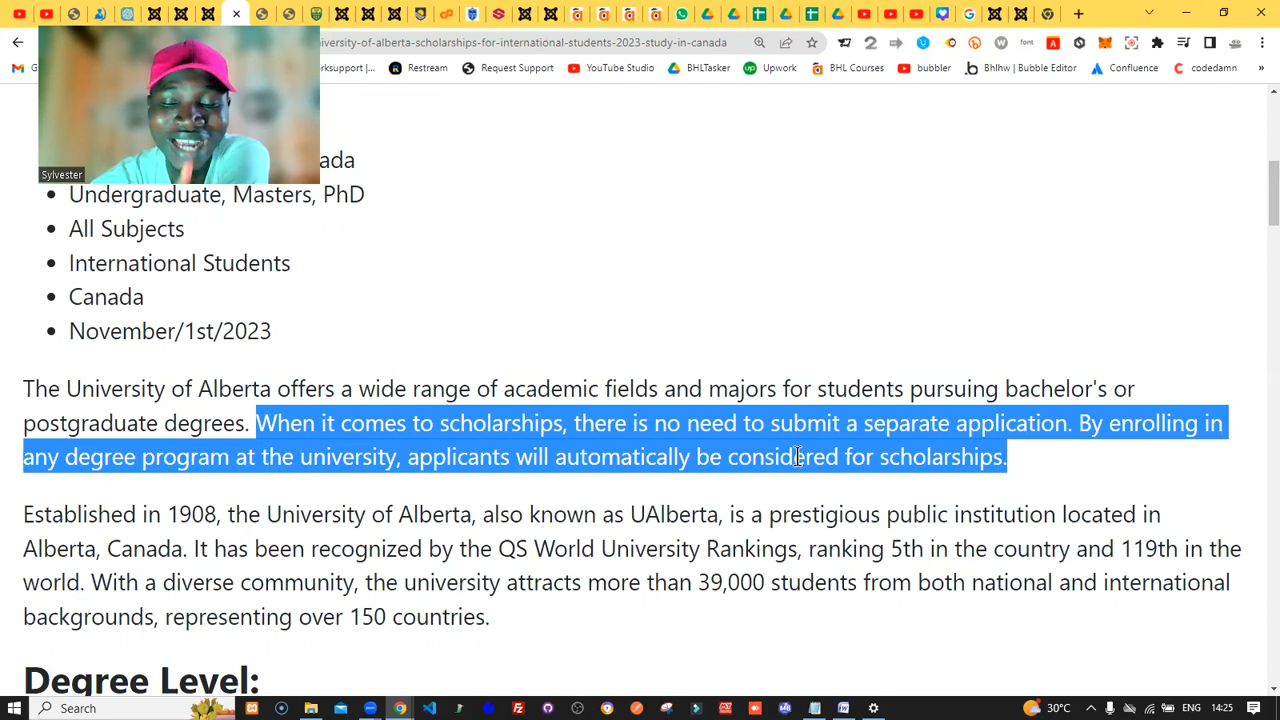 iversity-of-alberta-scholarships-for-international-students-2023-study-in-canada
G
rksupport |...
Restream
Request Support
YouTube Studio
BHLTasker
Upwork
BHL Courses
bubbler
Bhlhw | Bubble Editor
Confluence
codedamn
»
Sylvester
ada
• Undergraduate, Masters, PhD
• All Subjects
• International Students
• Canada
• November/1st/2023
The University of Alberta offers a wide range of academic fields and majors for students pursuing bachelor's or
postgraduate degrees. When it comes to scholarships, there is no need to submit a separate application. By enrolling in
any degree program at the university, applicants will automatically be considered for scholarships.
Established in 1908, the University of Alberta, also known as UAlberta, is a prestigious public institution located in
Alberta, Canada. It has been recognized by the QS World University Rankings, ranking 5th in the country and 119th in the
world. With a diverse community, the university attracts more than 39,000 students from both national and international
backgrounds, representing over 150 countries.
Degree Level:
Search
30°C
ENG
14:25